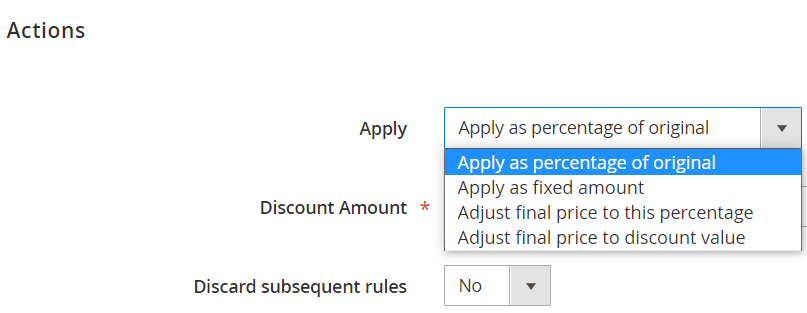 Actions
Apply
Apply as percentage of original
Apply as percentage of original
Apply as fixed amount
Discount Amount *
Adjust final price to this percentage
Adjust final price to discount value
Discard subsequent rules
No